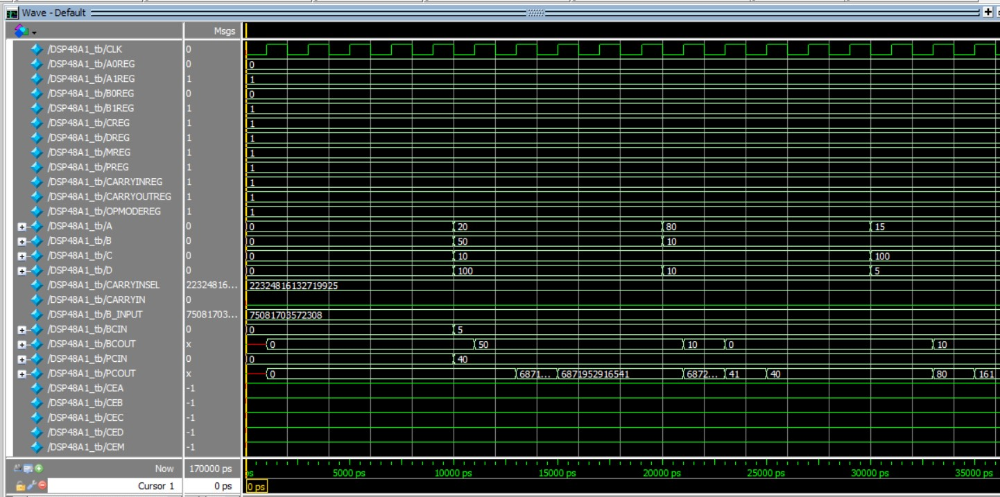 Wave - Default
Msgs
/DSP48A1_tb/CLK 0
/DSP48A1_tb/A0REG 0 0
/DSP48A1_tb/A1REG 1 1
/DSP48A1_tb/B0REG 0 0
/DSP48A1_tb/B1REG 1 1
/DSP48A1_tb/CREG 1 1
/DSP48A1_tb/DREG 1 1
/DSP48A1_tb/MREG 1 1
/DSP48A1_tb/PREG 1 1
/DSP48A1_tb/CARRYINREG 1 1
/DSP48A1_tb/CARRYOUTREG 1 1
/DSP48A1_tb/OPMODEREG 1 1
/DSP48A1_tb/A 0 0 20 80 15
/DSP48A1_tb/B 0 0 50 10
/DSP48A1_tb/C 0 0 10 100
/DSP48A1_tb/D 0 0 100 10 5
/DSP48A1_tb/CARRYINSEL 22324816... 22324816132719925
/DSP48A1_tb/CARRYIN 0
/DSP48A1_tb/B_INPUT 75081703... 75081703572308
/DSP48A1_tb/BCIN 0 0 5
/DSP48A1_tb/BCOUT x 0 50 10 0 10
/DSP48A1_tb/PCIN 0 0 40
/DSP48A1_tb/PCOUT x 0 6871... 6871952916541 6872... 41 40 80 161
/DSP48A1_tb/CEA -1
/DSP48A1_tb/CEB -1
/DSP48A1_tb/CEC -1
/DSP48A1_tb/CED -1
/DSP48A1_tb/CEM -1
Now 170000 ps ps 5000 ps 10000 ps 15000 ps 20000 ps 25000 ps 30000 ps 35000 ps
Cursor 1 0 ps 0 ps